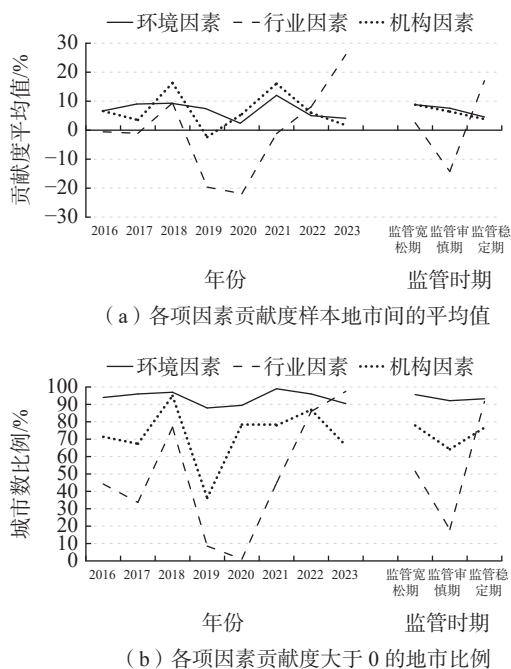 环境因素 行业因素 机构因素
30
20
10
0
−10
−20
−30
贡献度平均值/%
2016 2017 2018 2019 2020 2021 2022 2023 监管宽松期 监管审慎期 监管稳定期
年份 监管时期
（a）各项因素贡献度样本地市间的平均值
环境因素 行业因素 机构因素
100
90
80
70
60
50
40
30
20
10
0
城市数比例/%
2016 2017 2018 2019 2020 2021 2022 2023 监管宽松期 监管审慎期 监管稳定期
年份 监管时期
（b）各项因素贡献度大于 0 的地市比例